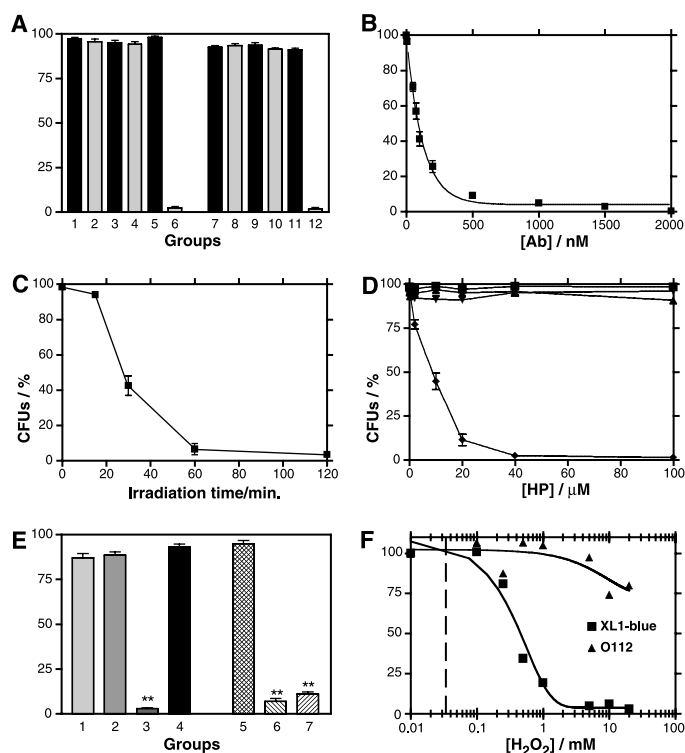 A
100
75
50
25
0
1 2 3 4 5 6 7 8 9 10 11 12
Groups
B
100
80
60
40
20
0
0 500 1000 1500 2000
[Ab] / nM
C
CFUs / %
100
80
60
40
20
0
0 20 40 60 80 100 120
Irradiation time/min.
D
CFUs / %
100
75
50
25
0
0 20 40 60 80 100
[HP] / μM
E
100
75
50
25
0
** ** **
1 2 3 4 5 6 7
Groups
F
100
75
50
25
0
XL1-blue
O112
0.01 0.1 1 10 100
[H₂O₂] / mM